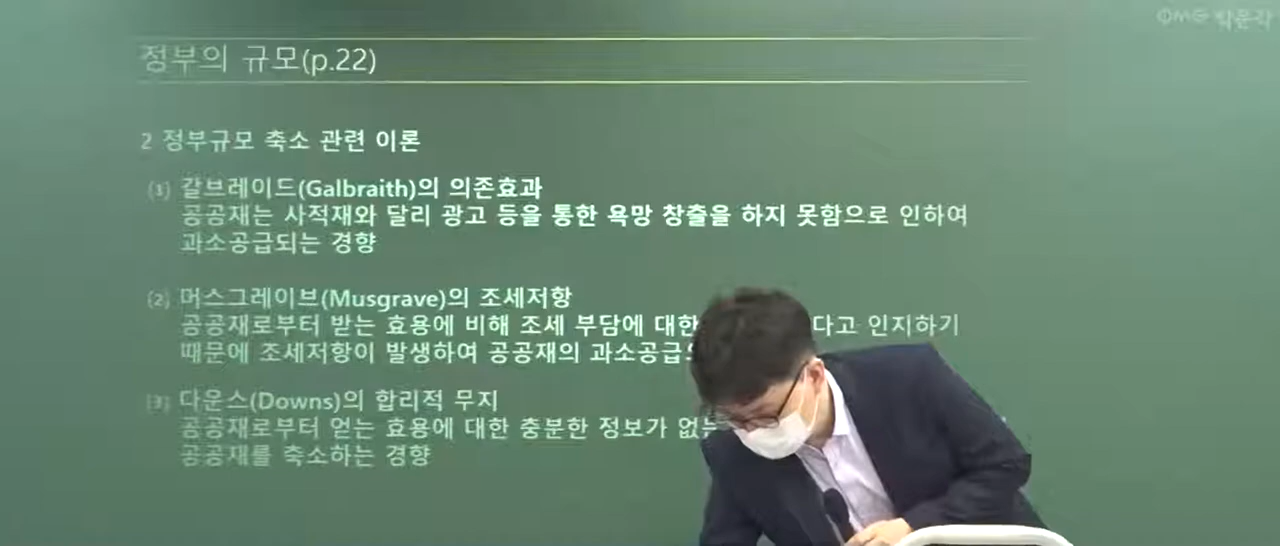 박문각
정부의 규모(p.22)
2 정부규모 축소 관련 이론
(1) 갈브레이드(Galbraith)의 의존효과
공공재는 사적재와 달리 광고 등을 통한 욕망 창출을 하지 못함으로 인하여
과소공급되는 경향
(2) 머스그레이브(Musgrave)의 조세저항
공공재로부터 받는 효용에 비해 조세 부담에 대한 다고 인지하기
때문에 조세저항이 발생하여 공공재의 과소공급
(3) 다운스(Downs)의 합리적 무지
공공재로부터 얻는 효용에 대한 충분한 정보가 없는
공공재를 축소하는 경향